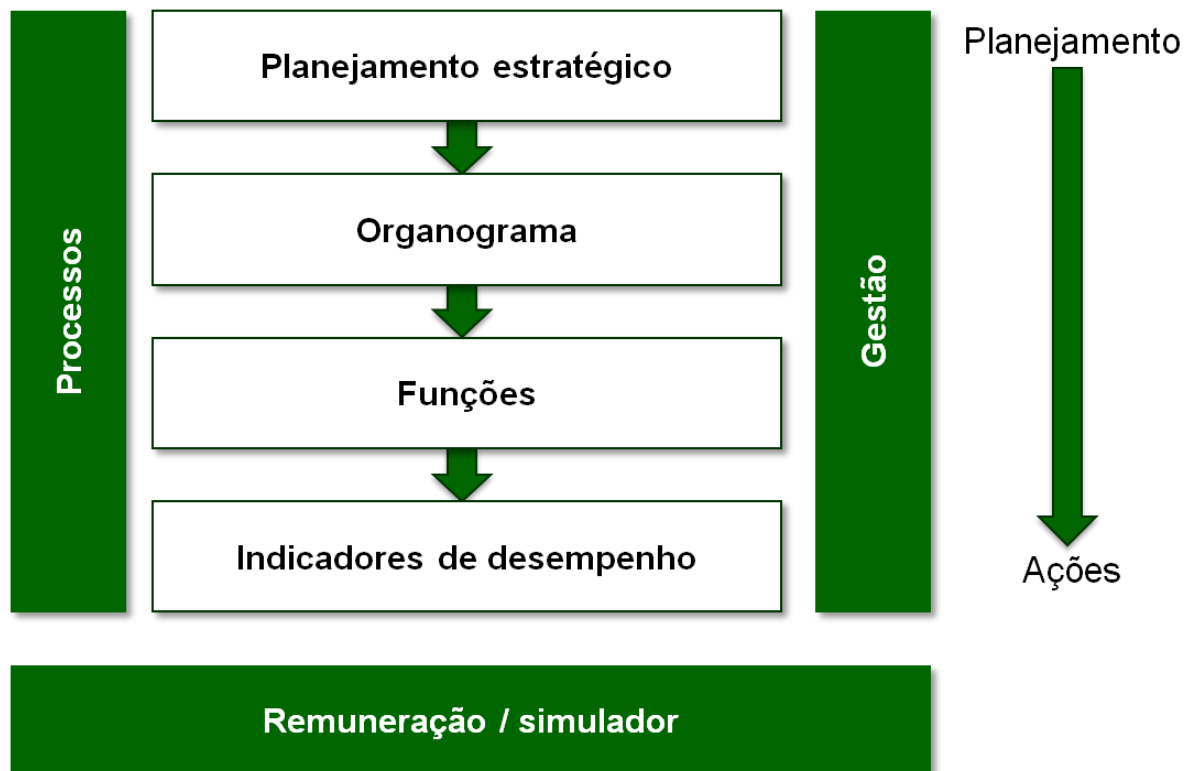 Planejamento estratégico
Organograma
Funções
Indicadores de desempenho
Processos
Gestão
Planejamento
Ações
Remuneração / simulador